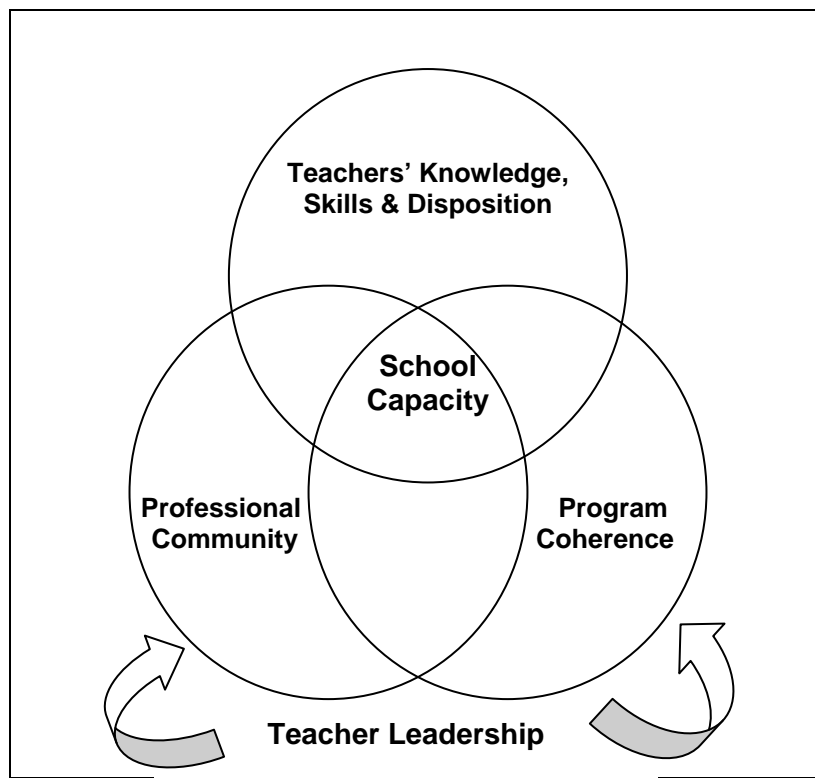 Teachers’ Knowledge,
Skills & Disposition
School
Capacity
Professional
Community
Program
Coherence
Teacher Leadership